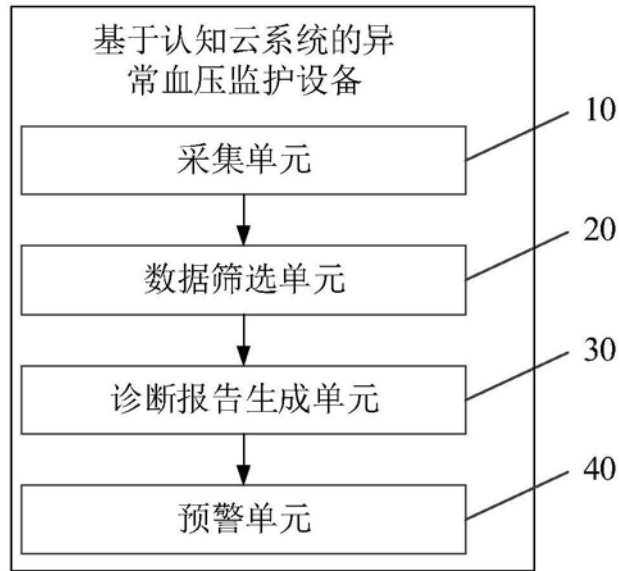 基于认知云系统的异
常血压监护设备
10
采集单元
20
数据筛选单元
30
诊断报告生成单元
40
预警单元